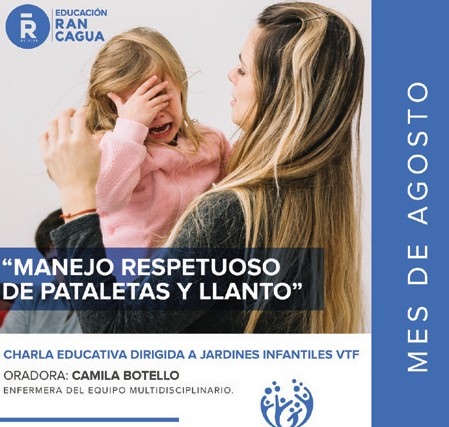 R
EDUCACIÓN
RAN
CAGUA
"MANEJO RESPETUOSO
DE PATALETAS Y LLANTO"
CHARLA EDUCATIVA DIRIGIDA A JARDINES INFANTILES VTF
ORADORA: CAMILA BOTELLO
ENFERMERA DEL EQUIPO MULTIDISCIPLINARIO.
MES DE AGOSTO